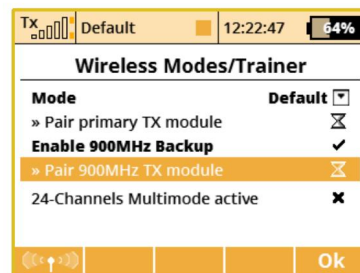 Tx Default 12:22:47 64%
Wireless Modes/Trainer
Mode Default
» Pair primary TX module
Enable 900MHz Backup
» Pair 900MHz TX module
24-Channels Multimode active
Ok